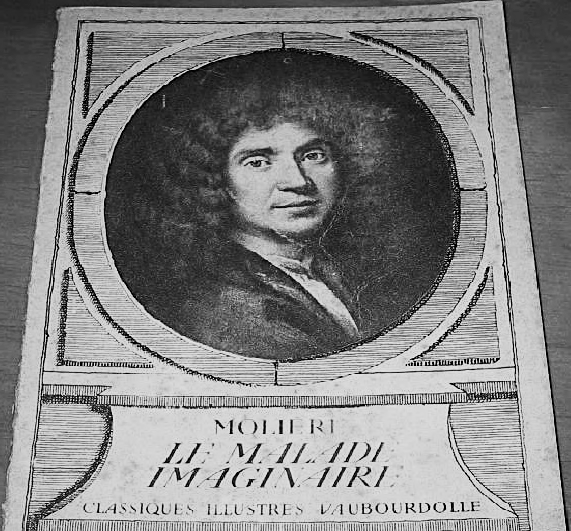 MOLIERE
LE MALADE
IMAGINAIRE
CLASSIQUES ILLUSTRES VAUBOURDOLLE